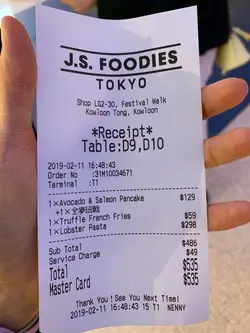 J.S. FOODIES
TOKYO
Shop LG2-30, Festival Walk
Kowloon Tong, Kowloon
*Receipt*
Table:D9,D10
2019-02-11 16:48:43
Order No :31M10034671
Terminal :T1
1×Avocado & Salmon Pancake $129
1×Truffle French Fries $59
1×Lobster Pasta $298
Sub Total $486
Service Charge $49
Total $535
Master Card $535
Thank You ! See You Next Time !
2019-02-11 16:48:43 15 T1 NENNY